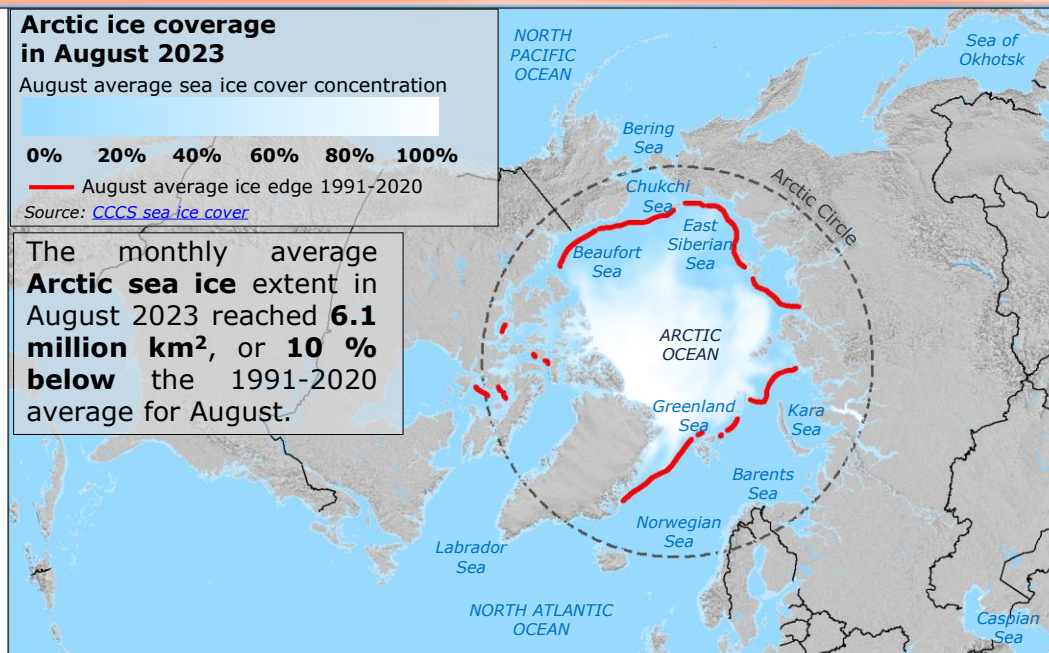 Arctic ice coverage
in August 2023
August average sea ice cover concentration
0% 20% 40% 60% 80% 100%
August average ice edge 1991-2020
Source: CCCS sea ice cover
The monthly average
Arctic sea ice extent in
August 2023 reached 6.1
million km², or 10 %
below the 1991-2020
average for August.
NORTH
PACIFIC
OCEAN
Sea of
Okhotsk
Bering
Sea
Chukchi
Sea
Arctic Circle
East
Siberian
Sea
Beaufort
Sea
ARCTIC
OCEAN
Greenland
Sea
Kara
Sea
Barents
Sea
Norwegian
Sea
Labrador
Sea
NORTH ATLANTIC
OCEAN
Caspian
Sea